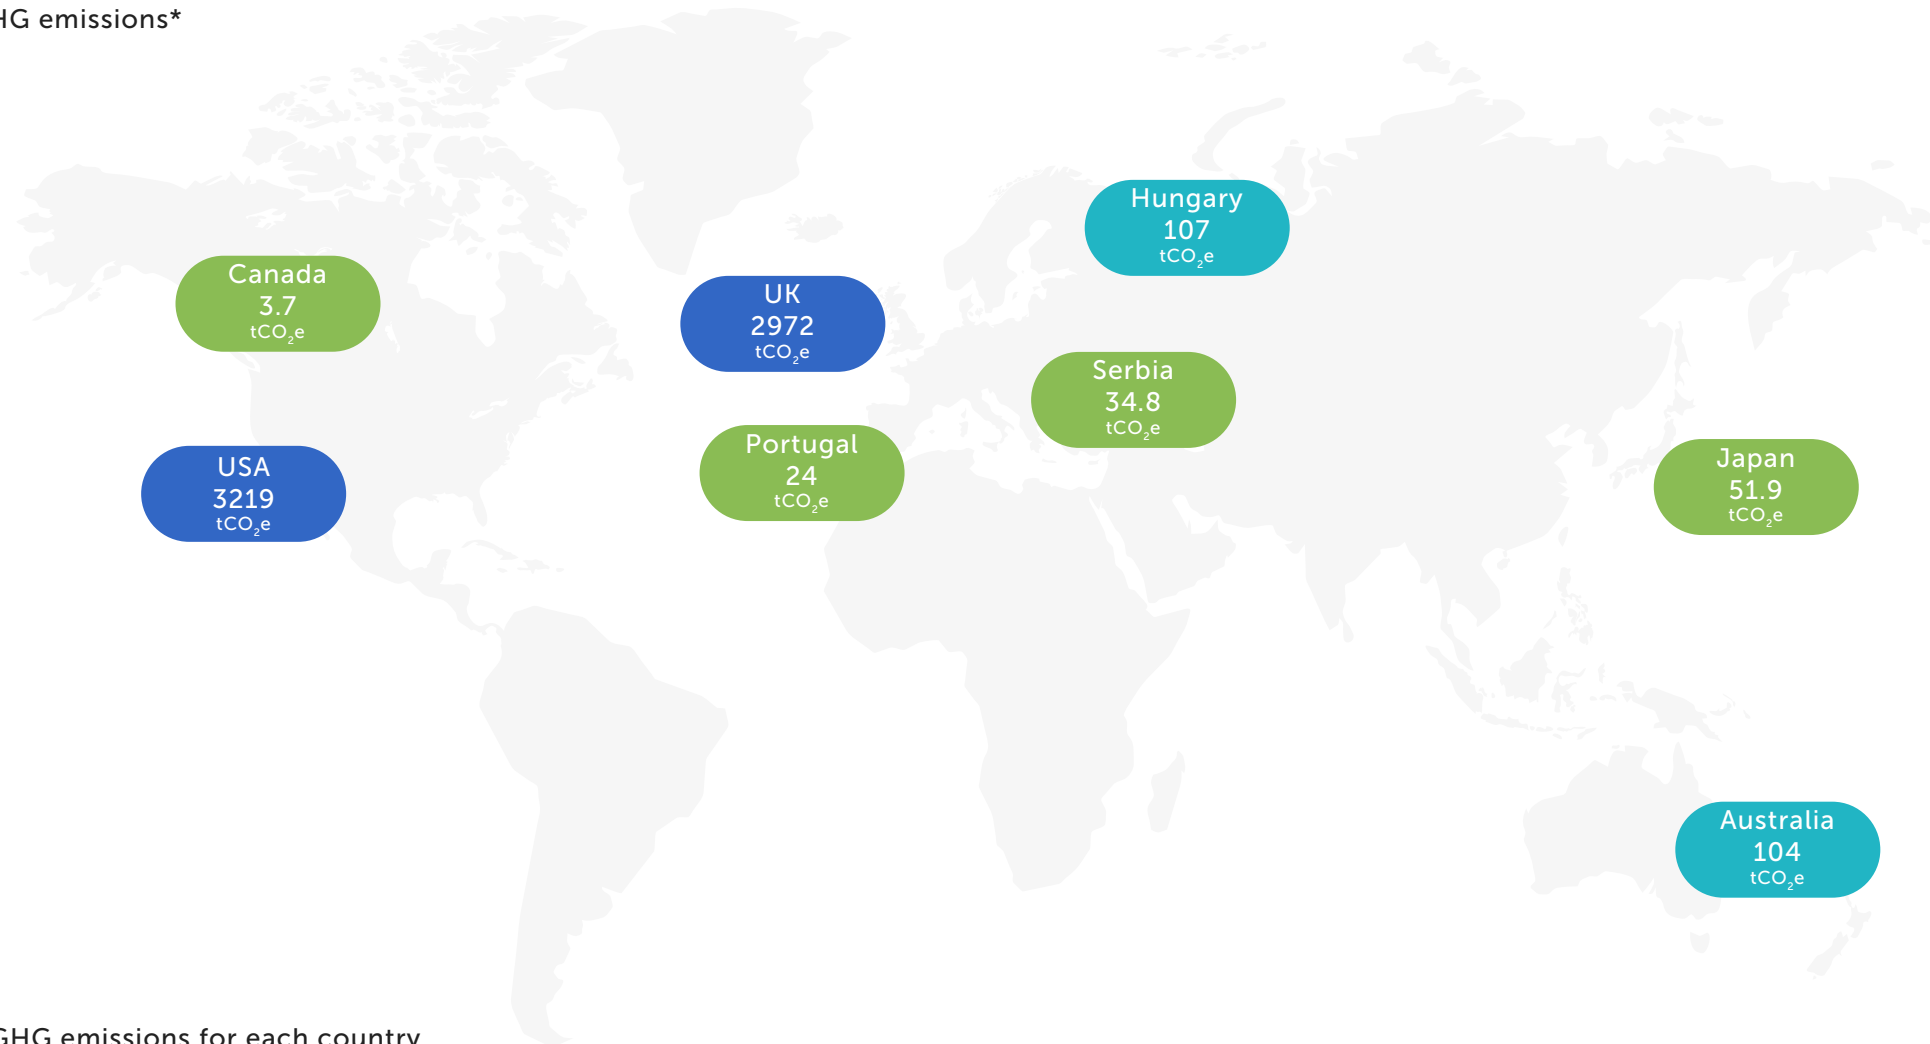 HG emissions*
Hungary
107
tCO₂e
Canada
3.7
tCO₂e
UK
2972
tCO₂e
Serbia
34.8
tCO₂e
Portugal
24
tCO₂e
USA
3219
tCO₂e
Japan
51.9
tCO₂e
Australia
104
tCO₂e
GHG emissions for each country